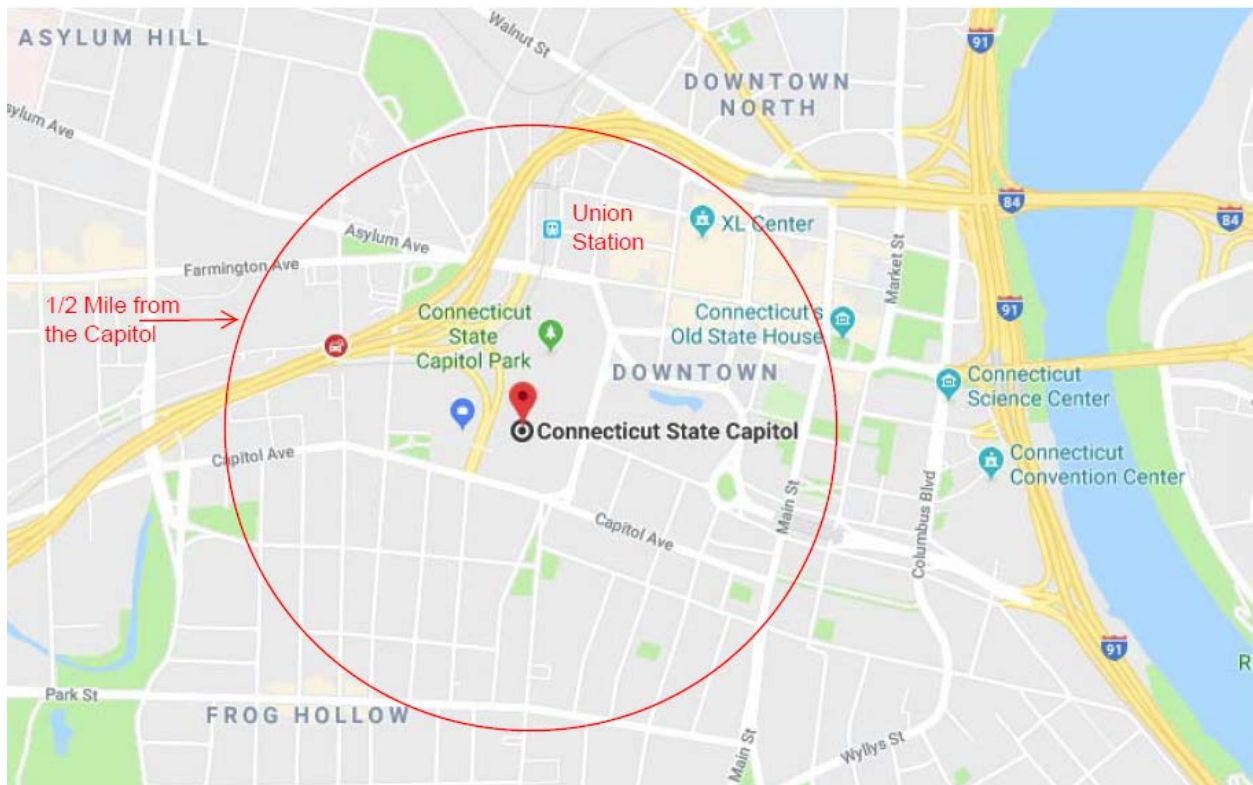 ASYLUM HILL
Walnut St
91
DOWNTOWN
NORTH
Asylum Ave
84
84
Union
Station
XL Center
Asylum Ave
Market St
Farmington Ave
1/2 Mile from
the Capitol
Connecticut
State
Capitol Park
Connecticut's
Old State House
91
DOWNTOWN
Connecticut
Science Center
Connecticut State Capitol
Capitol Ave
Connecticut
Convention Center
Main St
Capitol Ave
Columbus Blvd
91
R
Park St
FROG HOLLOW
Main St
Wyllys St